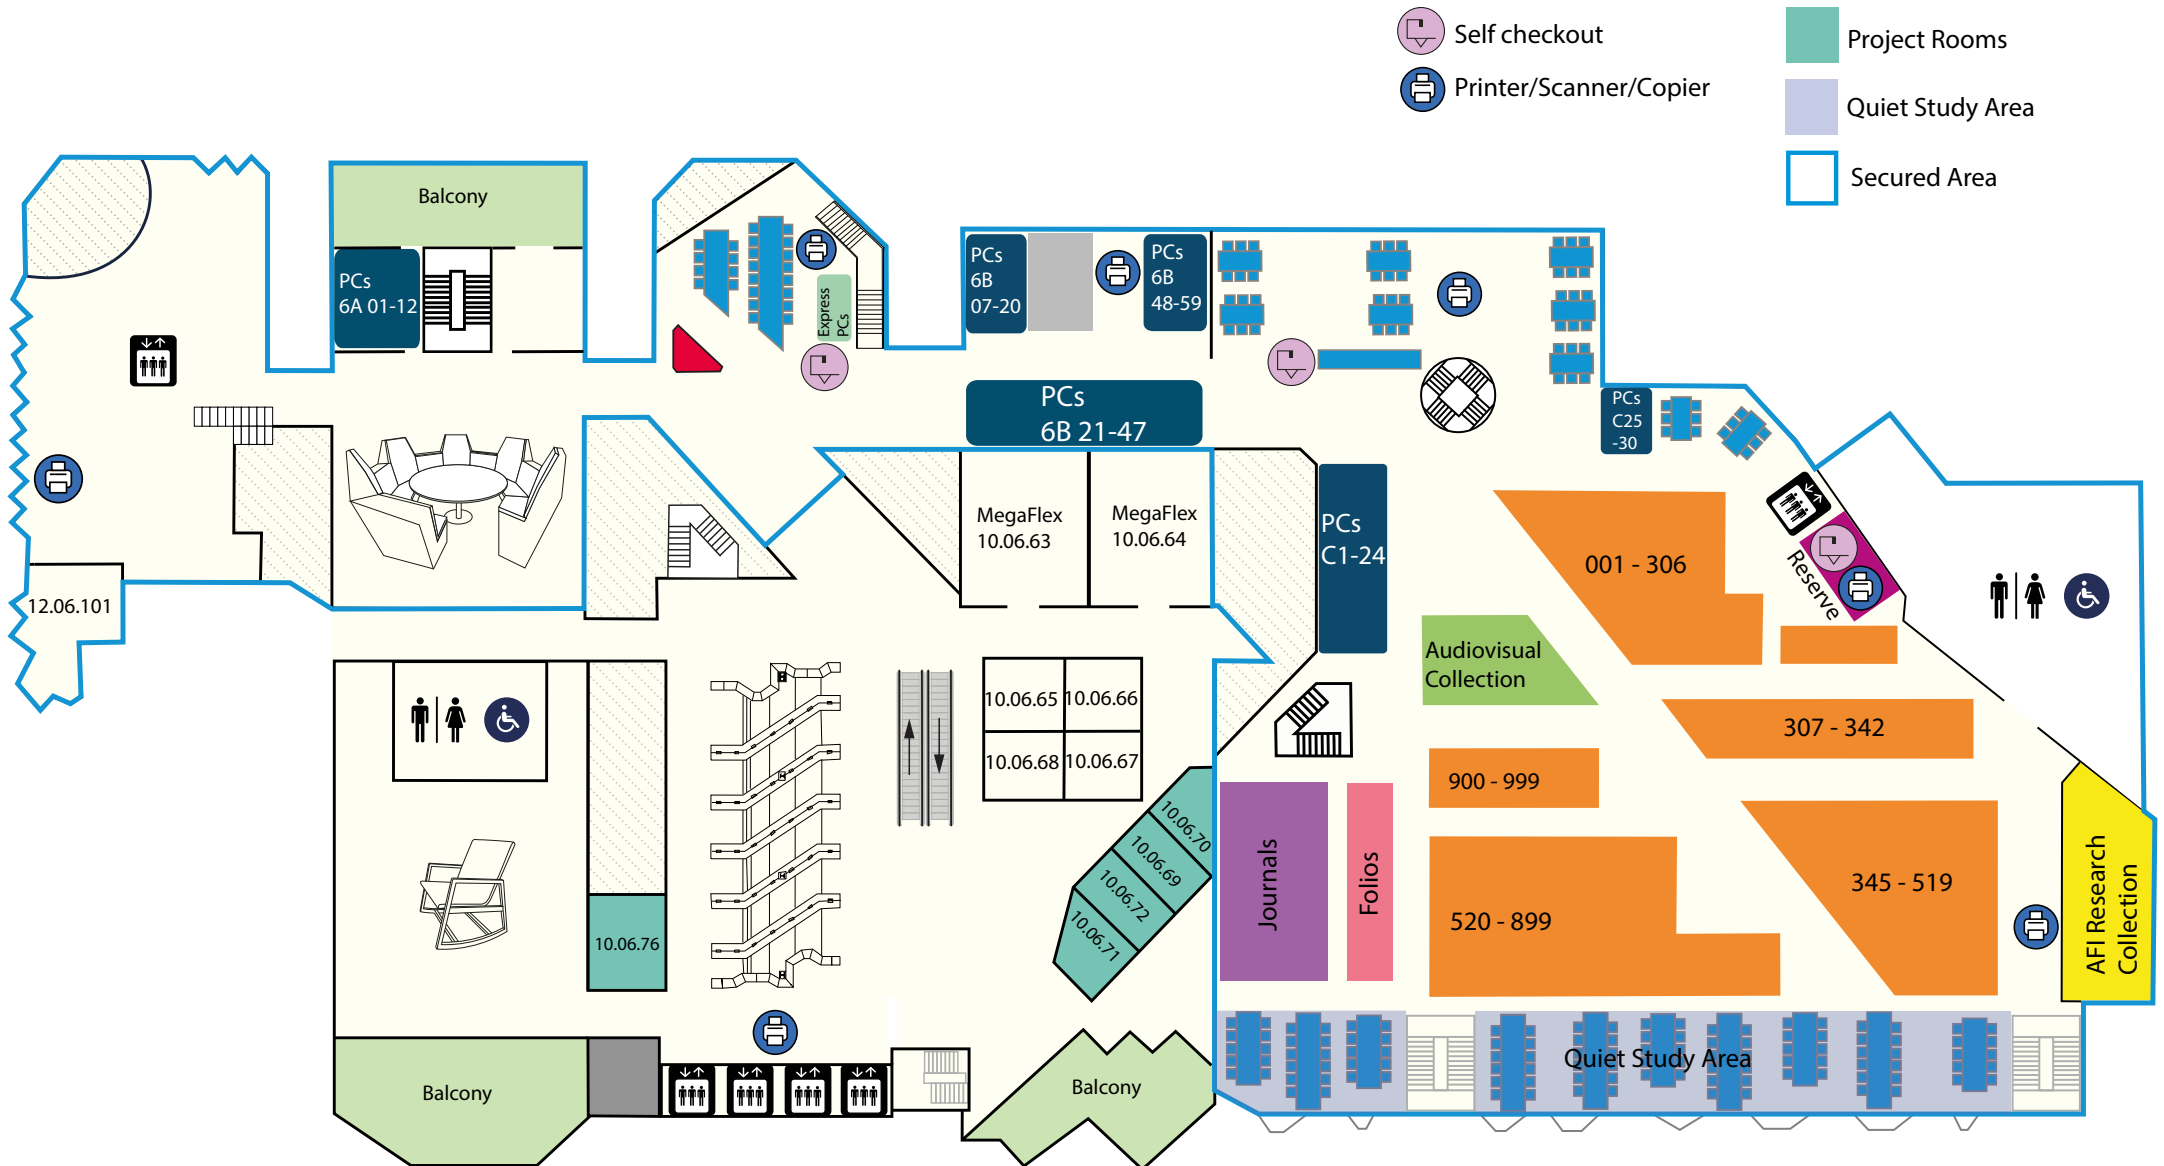 Self checkout
Printer/Scanner/Copier
Project Rooms
Quiet Study Area
Secured Area
Balcony
PCs
6A 01-12
Express
PCs
PCs
6B
07-20
PCs
6B
48-59
PCs
6B 21-47
PCs
C25
-30
MegaFlex
10.06.63
MegaFlex
10.06.64
PCs
C1-24
001 - 306
Reserve
12.06.101
Audiovisual
Collection
10.06.65
10.06.66
10.06.68
10.06.67
307 - 342
900 - 999
10.06.70
10.06.69
10.06.72
10.06.71
10.06.76
Journals
Folios
520 - 899
345 - 519
AFI Research
Collection
Quiet Study Area
Balcony
Balcony